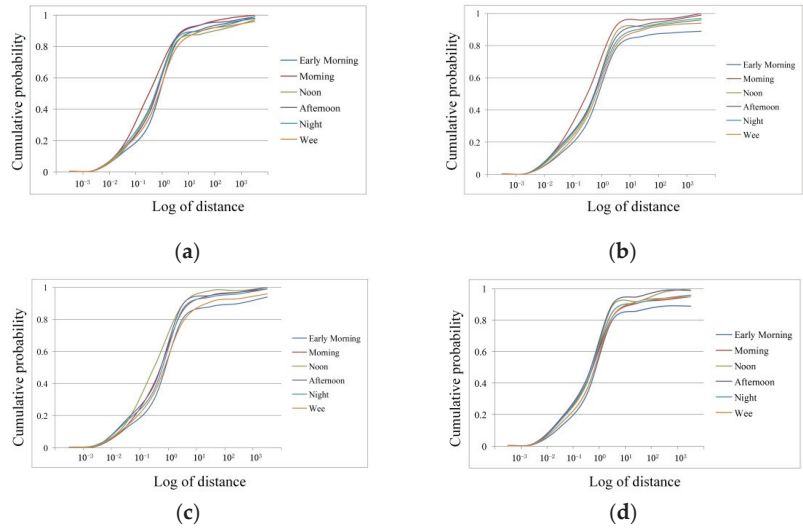 Cumulative probability
1
0.8
0.6
0.4
0.2
0
10⁻³ 10⁻² 10⁻¹ 10⁰ 10¹ 10² 10³
Log of distance
Early Morning
Morning
Noon
Afternoon
Night
Wee
(a)
Cumulative probability
1
0.8
0.6
0.4
0.2
0
10⁻³ 10⁻² 10⁻¹ 10⁰ 10¹ 10² 10³
Log of distance
Early Morning
Morning
Noon
Afternoon
Night
Wee
(b)
Cumulative probability
1
0.8
0.6
0.4
0.2
0
10⁻³ 10⁻² 10⁻¹ 10⁰ 10¹ 10² 10³
Log of distance
Early Morning
Morning
Noon
Afternoon
Night
Wee
(c)
Cumulative probability
1
0.8
0.6
0.4
0.2
0
10⁻³ 10⁻² 10⁻¹ 10⁰ 10¹ 10² 10³
Log of distance
Early Morning
Morning
Noon
Afternoon
Night
Wee
(d)